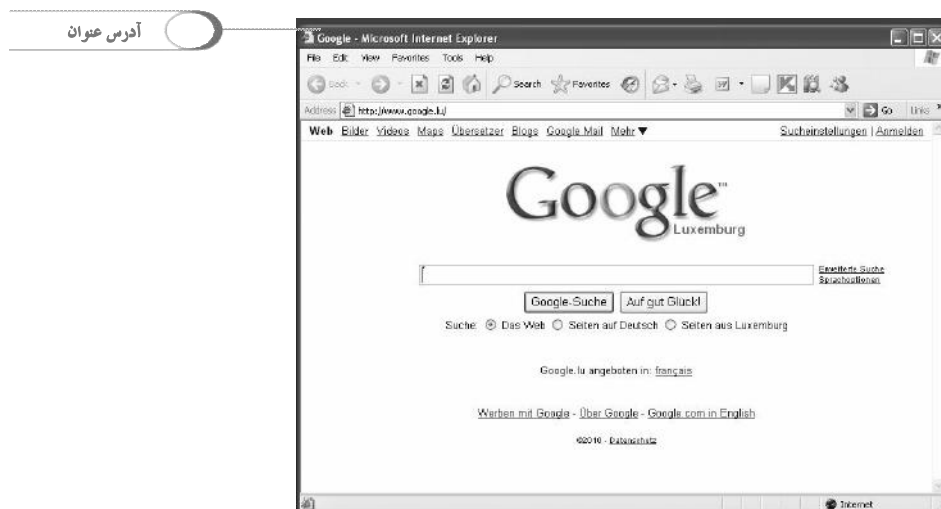 آدرس عنوان
Google - Microsoft Internet Explorer
File Edit View Favorites Tools Help
Back Search Favorites
Address http://www.google.lu/ Go Links
Web Bilder Videos Maps Übersetzer Blogs Google Mail Mehr ▼ Sucheinstellungen | Anmelden
Google™
Luxemburg
Erweiterte Suche
Sprachoptionen
Google-Suche Auf gut Glück!
Suche: Das Web Seiten auf Deutsch Seiten aus Luxemburg
Google.lu angeboten in: français
Werben mit Google - Über Google - Google.com in English
©2010 - Datenschutz
Internet